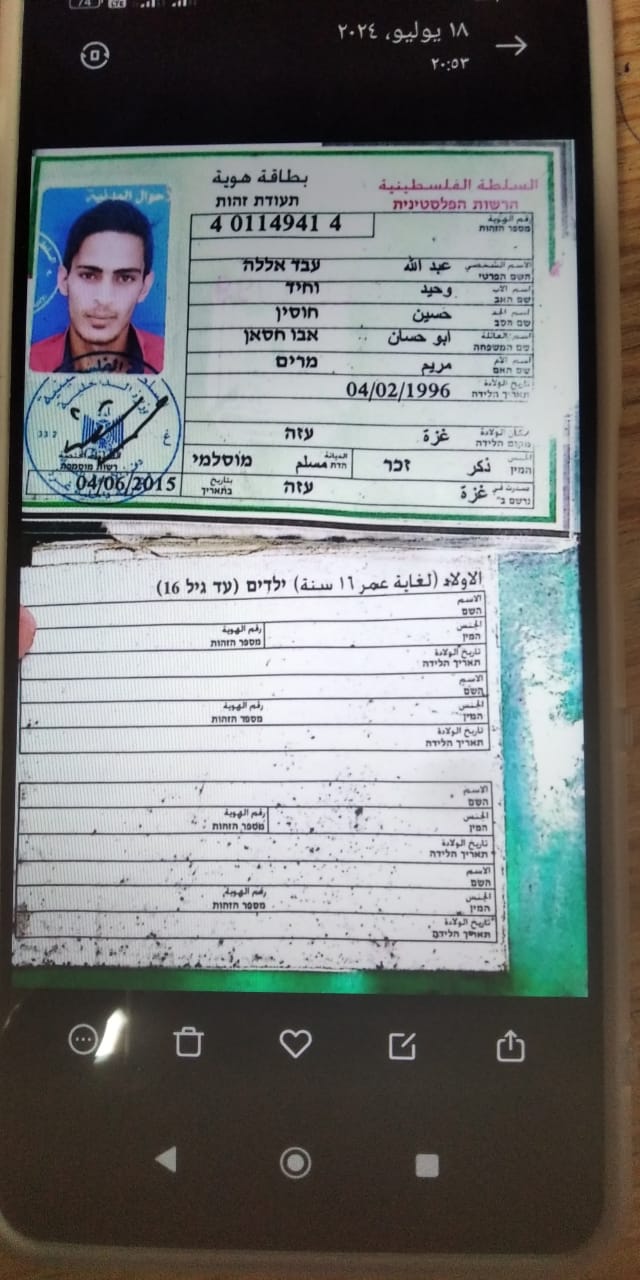 74 LTE
١٨ يوليو، ٢٠٢٤
٢٠:٥٣
بطاقة هوية
السلطة الفلسطينية
תעודת זהות
הרשות הפלסטינית
رقم الهوية
מספר הזהות
4 0114941 4
الاسم الشخصي عبد الله
השם הפרטי עבד אללה
اسم الأب وحيد
שם האב וחיד
اسم الجد حسين
שם הסב חוסין
اسم العائلة ابو حسان
שם המשפחה אבו חסאן
اسم الأم مريم
שם האם מרים
تاريخ الولادة
תאריך הלידה
04/02/1996
مكان الولادة غزة
מקום הלידה עזה
الجنس ذكر
המין זכר
الديانة مسلم
הדת מוסלמי
صدرت في غزة
נרשם ב־ עזה
بتاريخ
בתאריך
04/06/2015
רשות מוסמכת
332
الاولاد (لغاية عمر ١٦ سنة) ילדים (עד גיל 16)
الاسم
השם
الجنس رقم الهوية
המין מספר הזהות
تاريخ الولادة
תאריך הלידה
الاسم
השם
الجنس رقم الهوية
המין מספר הזהות
تاريخ الولادة
תאריך הלידה
الاسم
השם
الجنس رقم الهوية
המין מספר הזהות
تاريخ الولادة
תאריך הלידה
الاسم
השם
الجنس رقم الهوية
המין מספר הזהות
تاريخ الولادة
תאריך הלידה